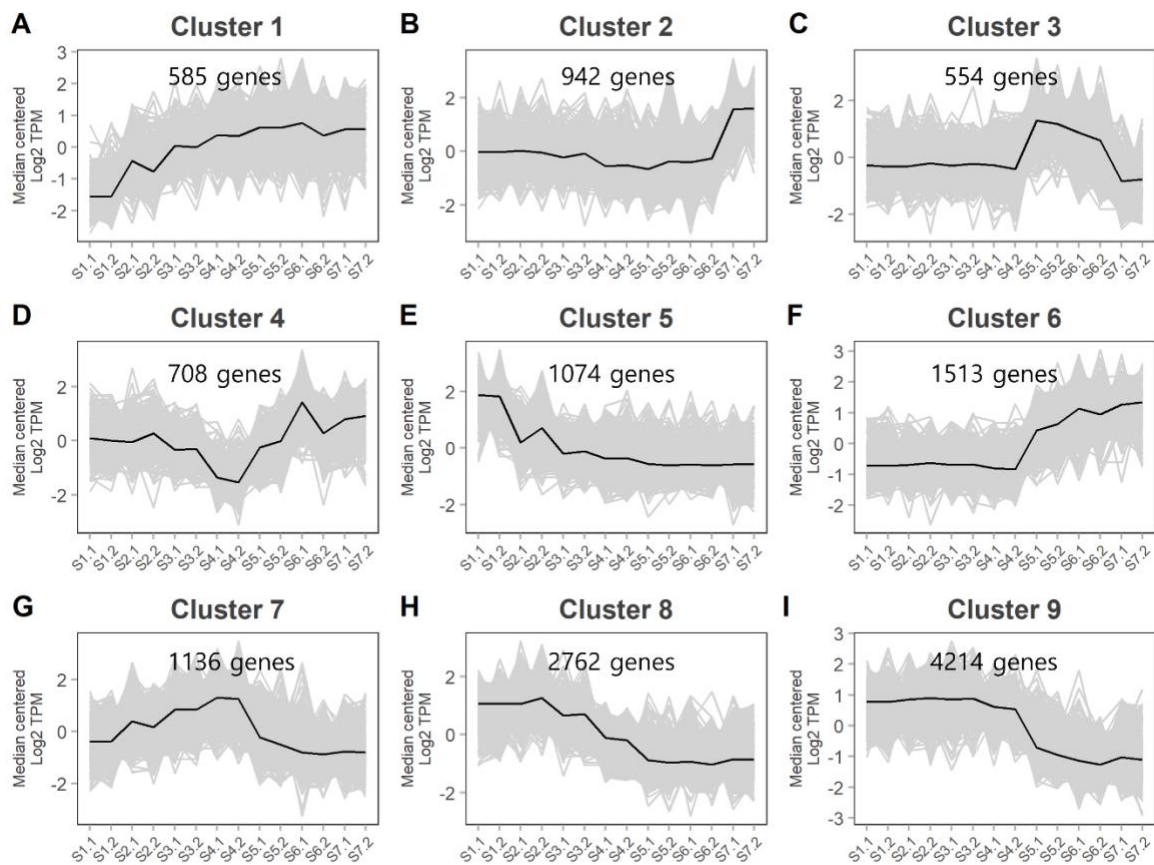 A
Cluster 1
585 genes
Median centered
Log2 TPM
3
2
1
0
-1
-2
S1.1
S1.2
S2.1
S2.2
S3.1
S3.2
S4.1
S4.2
S5.1
S5.2
S6.1
S6.2
S7.1
S7.2
B
Cluster 2
942 genes
Median centered
Log2 TPM
2
0
-2
S1.1
S1.2
S2.1
S2.2
S3.1
S3.2
S4.1
S4.2
S5.1
S5.2
S6.1
S6.2
S7.1
S7.2
C
Cluster 3
554 genes
Median centered
Log2 TPM
2
0
-2
S1.1
S1.2
S2.1
S2.2
S3.1
S3.2
S4.1
S4.2
S5.1
S5.2
S6.1
S6.2
S7.1
S7.2
D
Cluster 4
708 genes
Median centered
Log2 TPM
2
0
-2
S1.1
S1.2
S2.1
S2.2
S3.1
S3.2
S4.1
S4.2
S5.1
S5.2
S6.1
S6.2
S7.1
S7.2
E
Cluster 5
1074 genes
Median centered
Log2 TPM
2
0
-2
S1.1
S1.2
S2.1
S2.2
S3.1
S3.2
S4.1
S4.2
S5.1
S5.2
S6.1
S6.2
S7.1
S7.2
F
Cluster 6
1513 genes
Median centered
Log2 TPM
3
2
1
0
-1
-2
S1.1
S1.2
S2.1
S2.2
S3.1
S3.2
S4.1
S4.2
S5.1
S5.2
S6.1
S6.2
S7.1
S7.2
G
Cluster 7
1136 genes
Median centered
Log2 TPM
2
0
-2
S1.1
S1.2
S2.1
S2.2
S3.1
S3.2
S4.1
S4.2
S5.1
S5.2
S6.1
S6.2
S7.1
S7.2
H
Cluster 8
2762 genes
Median centered
Log2 TPM
2
0
-2
S1.1
S1.2
S2.1
S2.2
S3.1
S3.2
S4.1
S4.2
S5.1
S5.2
S6.1
S6.2
S7.1
S7.2
I
Cluster 9
4214 genes
Median centered
Log2 TPM
3
2
1
0
-1
-2
-3
S1.1
S1.2
S2.1
S2.2
S3.1
S3.2
S4.1
S4.2
S5.1
S5.2
S6.1
S6.2
S7.1
S7.2